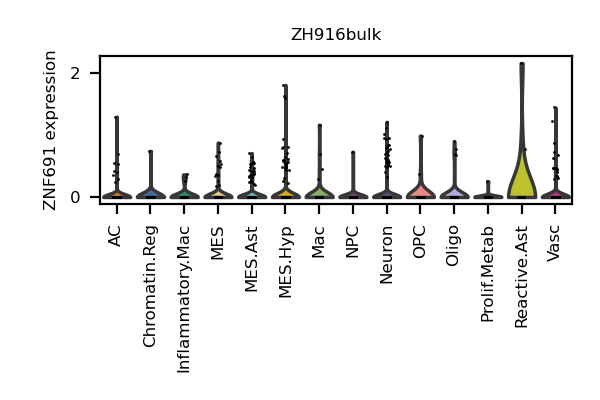 ZH916bulk
ZNF691 expression
2
0
AC
Chromatin.Reg
Inflammatory.Mac
MES
MES.Ast
MES.Hyp
Mac
NPC
Neuron
OPC
Oligo
Prolif.Metab
Reactive.Ast
Vasc